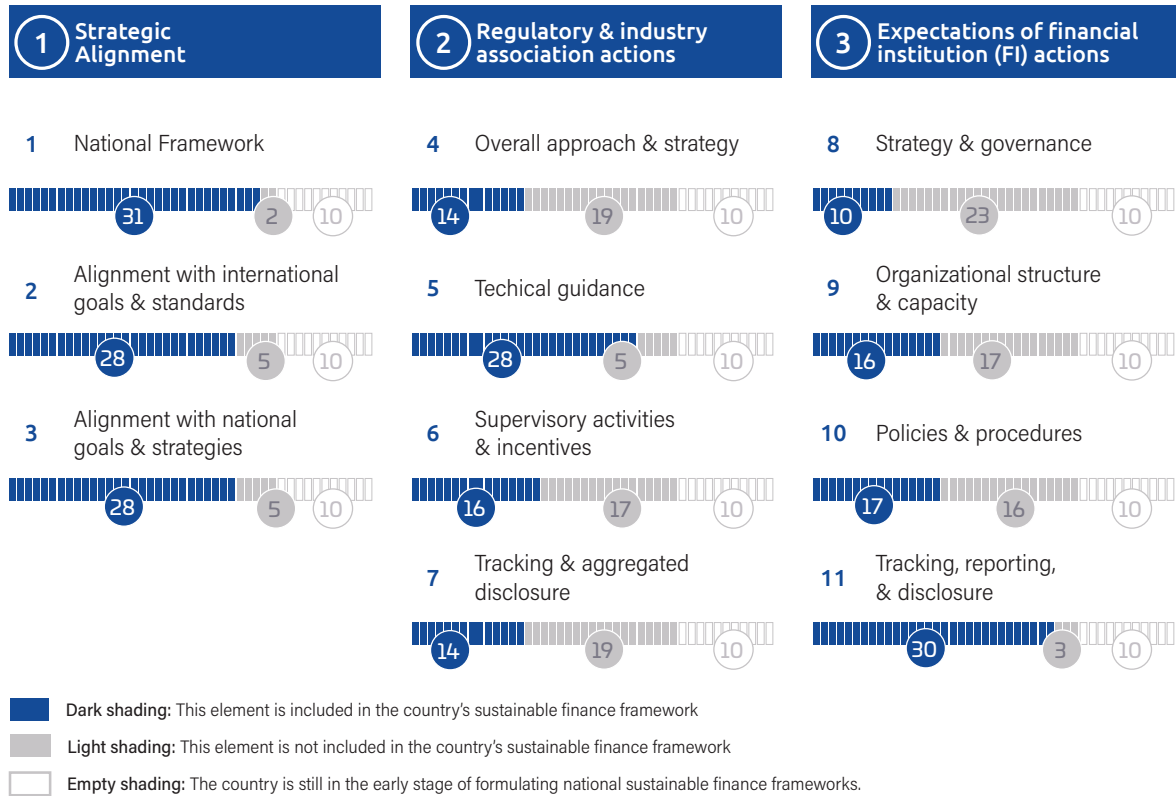 1 Strategic
Alignment
1 National Framework
31 2 10
2 Alignment with international
goals & standards
28 5 10
3 Alignment with national
goals & strategies
28 5 10
2 Regulatory & industry
association actions
4 Overall approach & strategy
14 19 10
5 Techical guidance
28 5 10
6 Supervisory activities
& incentives
16 17 10
7 Tracking & aggregated
disclosure
14 19 10
3 Expectations of financial
institution (FI) actions
8 Strategy & governance
10 23 10
9 Organizational structure
& capacity
16 17 10
10 Policies & procedures
17 16 10
11 Tracking, reporting,
& disclosure
30 3 10
Dark shading: This element is included in the country's sustainable finance framework
Light shading: This element is not included in the country's sustainable finance framework
Empty shading: The country is still in the early stage of formulating national sustainable finance frameworks.